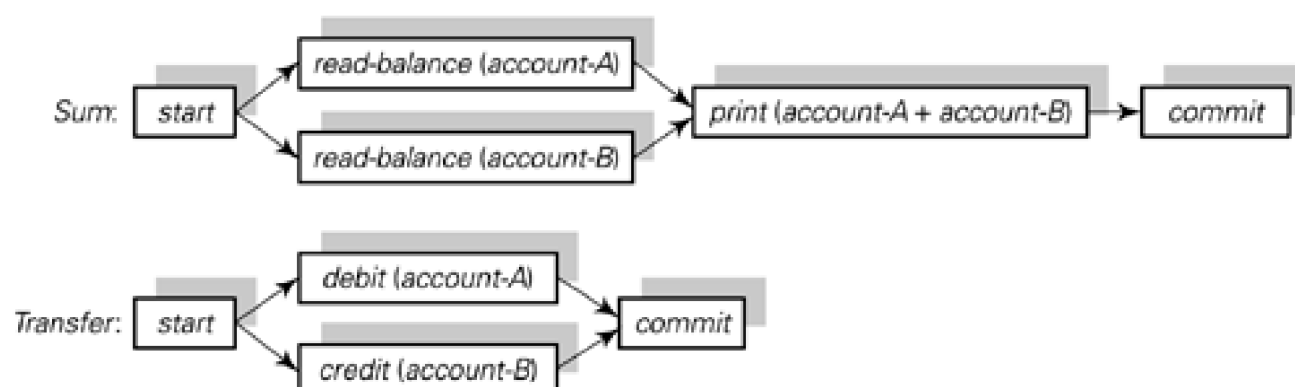 Sum:
start
read-balance (account-A)
read-balance (account-B)
print (account-A + account-B)
commit
Transfer:
start
debit (account-A)
credit (account-B)
commit